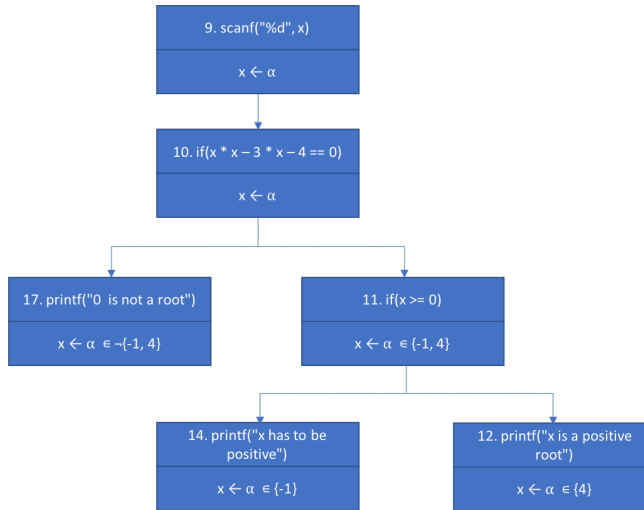 9. scanf("%d", x)
x ← α
10. if(x * x – 3 * x – 4 == 0)
x ← α
17. printf("0  is not a root")
x ← α ∈ ¬{-1, 4}
11. if(x >= 0)
x ← α ∈ {-1, 4}
14. printf("x has to be
positive")
x ← α ∈ {-1}
12. printf("x is a positive
root")
x ← α ∈ {4}